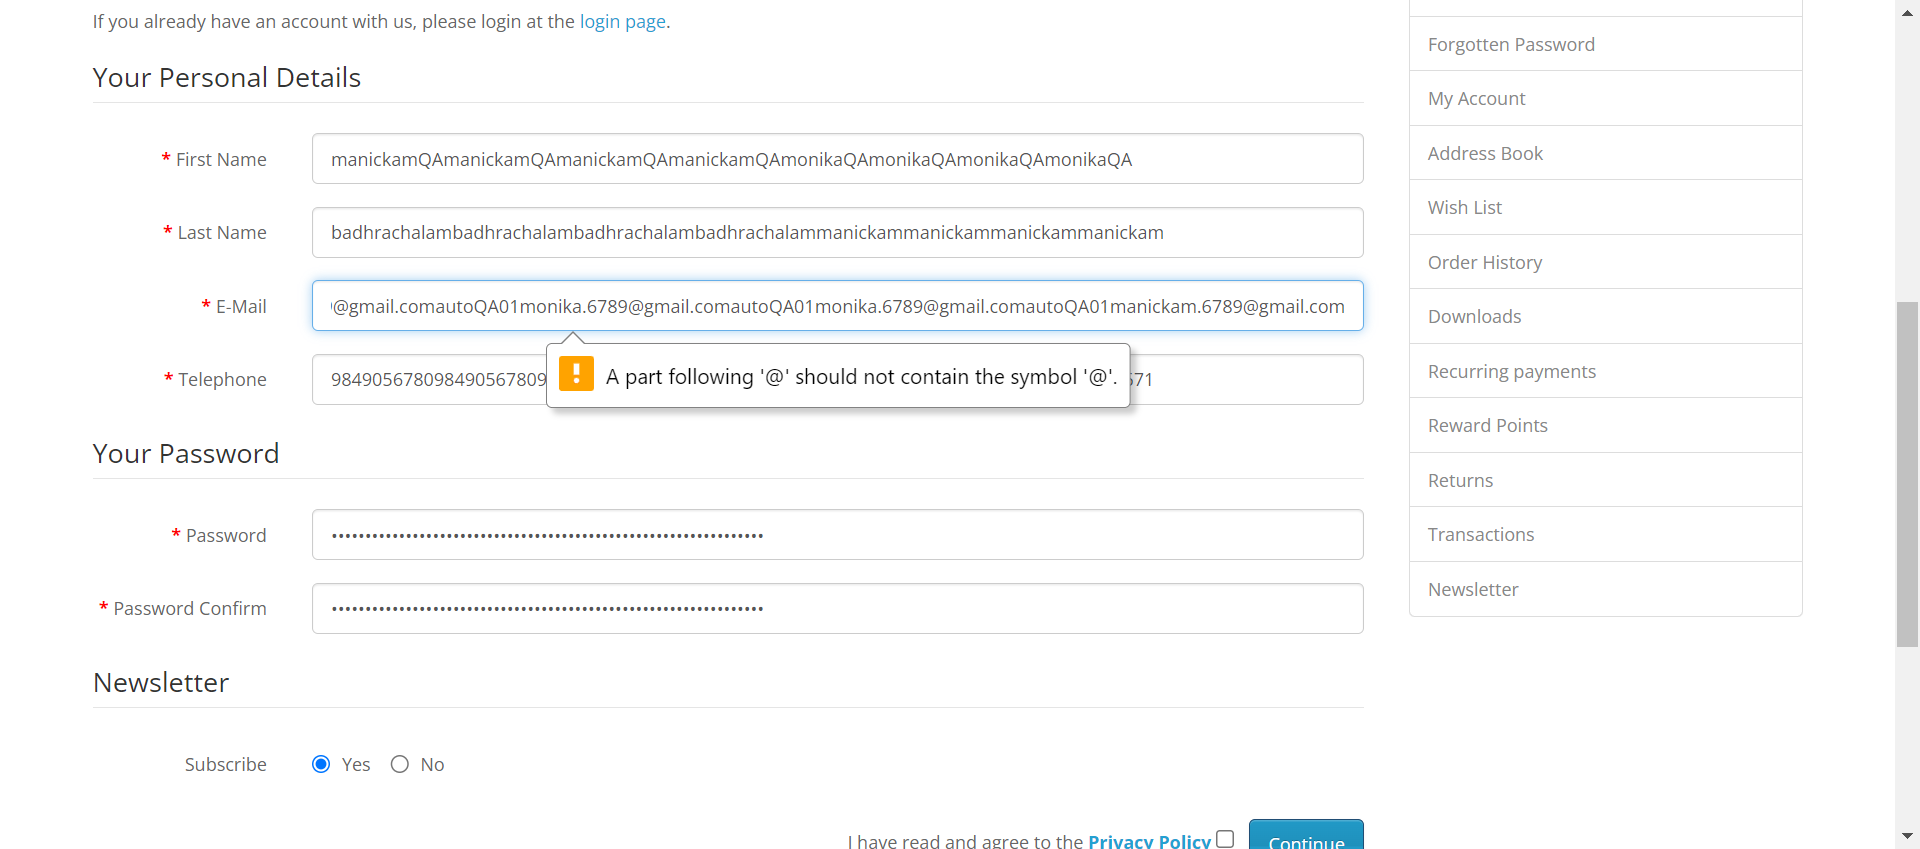 If you already have an account with us, please login at the login page.
Your Personal Details
* First Name
manickamQAmanickamQAmanickamQAmanickamQAmonikaQAmonikaQAmonikaQAmonikaQA
* Last Name
badhrachalambadhrachalambadhrachalambadhrachalammanickammanickammanickammanickam
* E-Mail
@gmail.comautoQA01monika.6789@gmail.comautoQA01monika.6789@gmail.comautoQA01manickam.6789@gmail.com
* Telephone
984905678098490567809
571
! A part following '@' should not contain the symbol '@'.
Your Password
* Password
* Password Confirm
Newsletter
Subscribe
Yes
No
I have read and agree to the Privacy Policy
Continue
Forgotten Password
My Account
Address Book
Wish List
Order History
Downloads
Recurring payments
Reward Points
Returns
Transactions
Newsletter